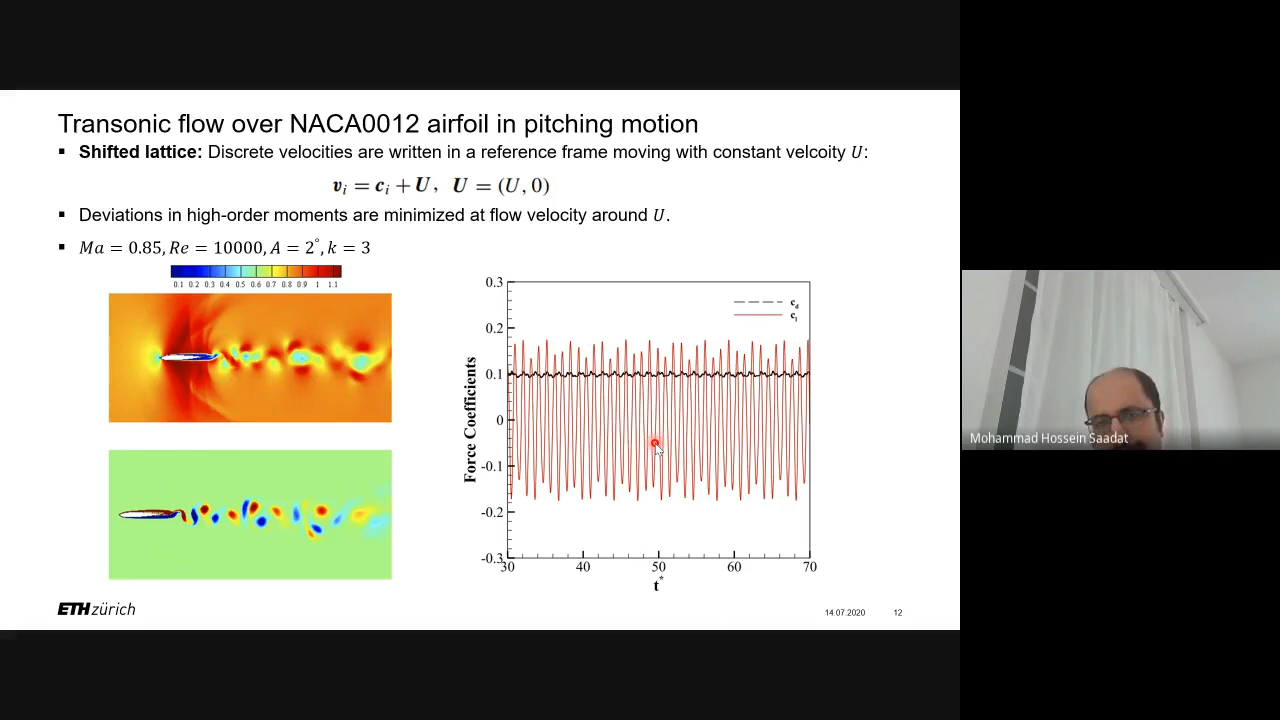 Transonic flow over NACA0012 airfoil in pitching motion
▪ Shifted lattice: Discrete velocities are written in a reference frame moving with constant velcoity U:
v_i = c_i + U, U = (U, 0)
▪ Deviations in high-order moments are minimized at flow velocity around U.
▪ Ma = 0.85, Re = 10000, A = 2°, k = 3
0.1 0.2 0.3 0.4 0.5 0.6 0.7 0.8 0.9 1 1.1
0.3
0.2
0.1
0
-0.1
-0.2
-0.3
Force Coefficients
c_d
c_l
30 40 50 60 70
t*
Mohammad Hossein Saadat
ETH zürich
14.07.2020 12